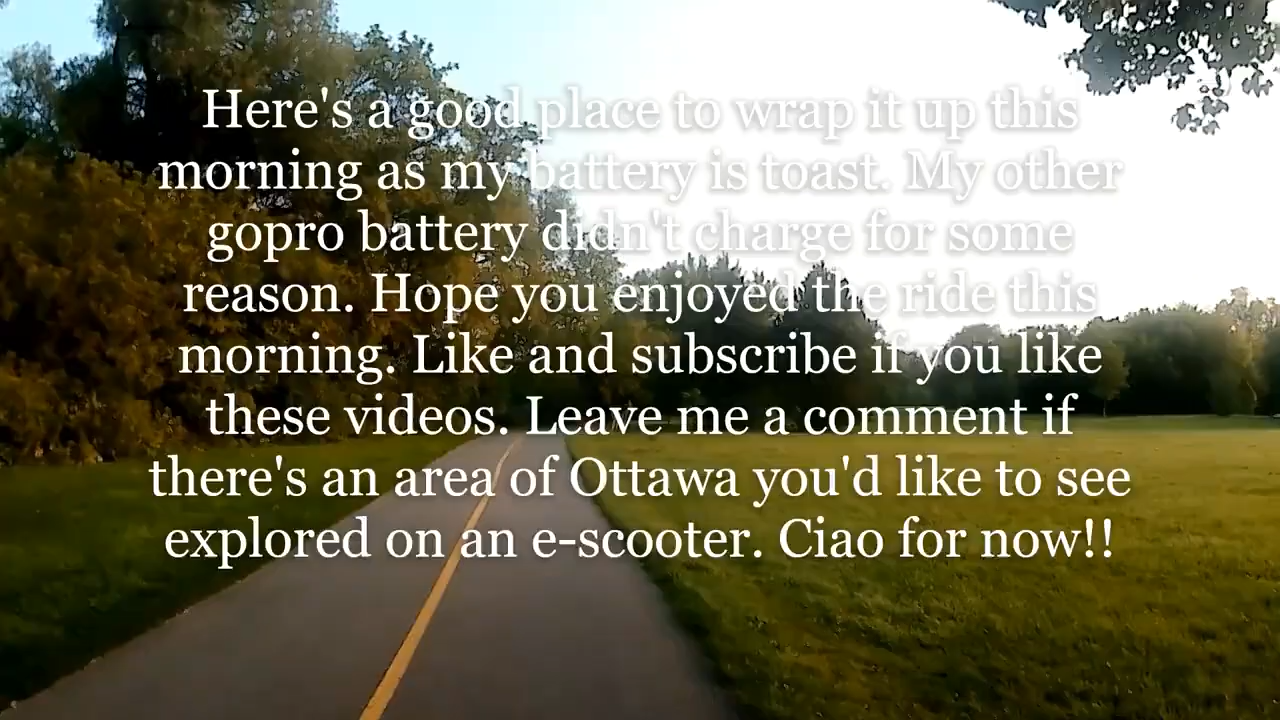 Here's a good place to wrap it up this
morning as my battery is toast. My other
gopro battery didn't charge for some
reason. Hope you enjoyed the ride this
morning. Like and subscribe if you like
these videos. Leave me a comment if
there's an area of Ottawa you'd like to see
explored on an e-scooter. Ciao for now!!